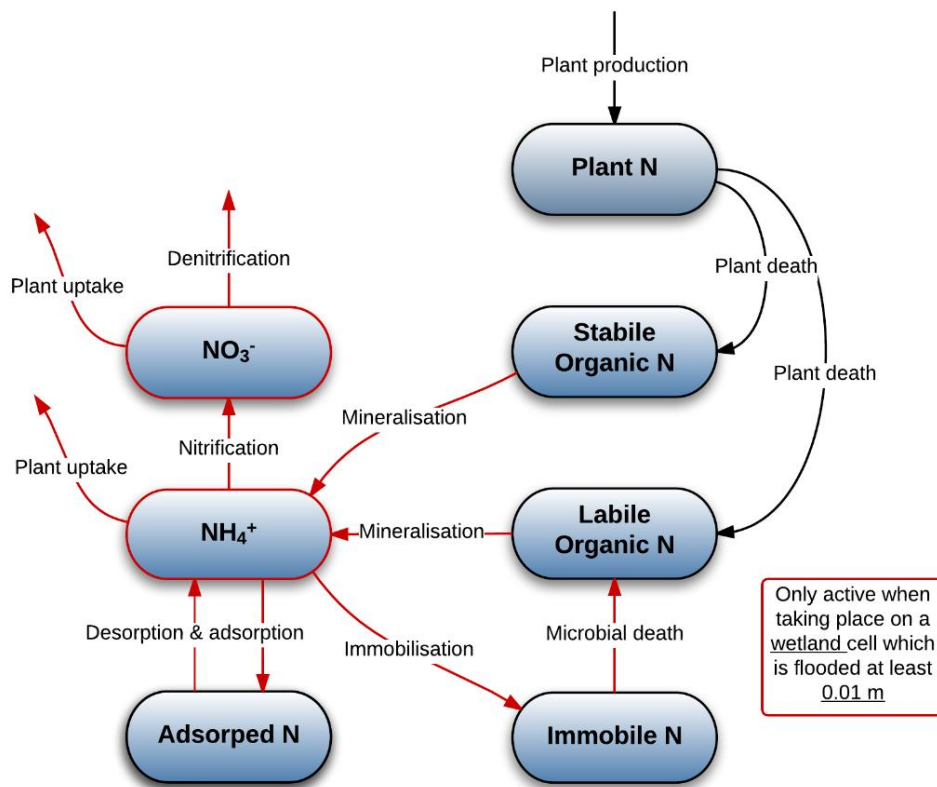 Plant production
Plant N
Plant death
Plant death
Denitrification
Plant uptake
NO₃⁻
Stabile
Organic N
Mineralisation
Nitrification
Plant uptake
NH₄⁺
Mineralisation
Labile
Organic N
Desorption & adsorption
Immobilisation
Microbial death
Adsorped N
Immobile N
Only active when
taking place on a
wetland cell which
is flooded at least
0.01 m